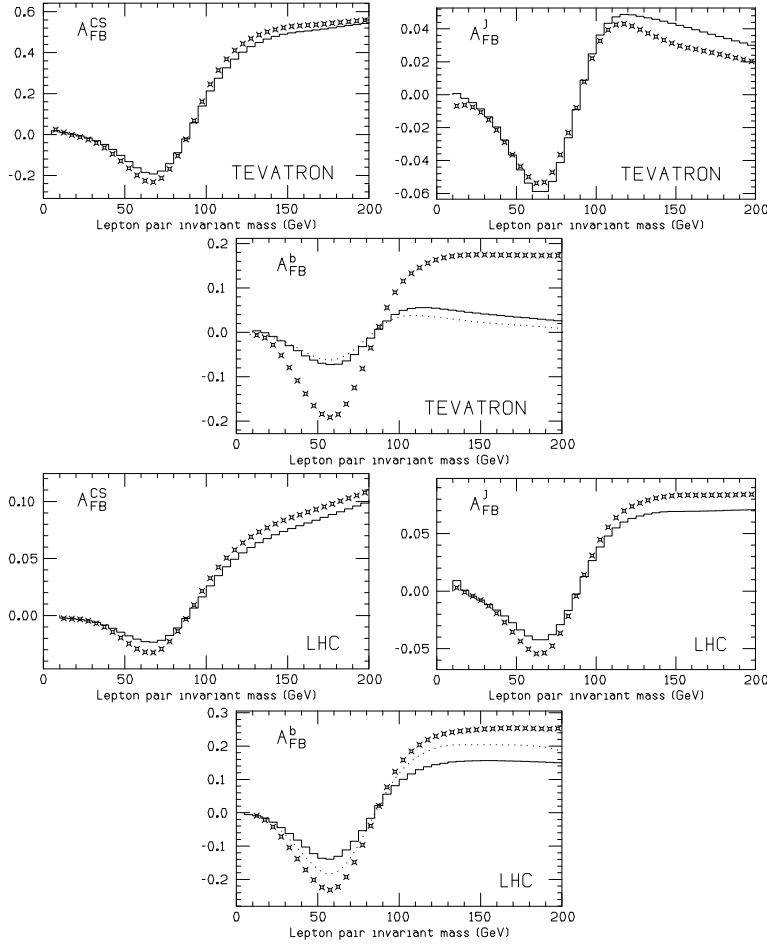 0.6
0.4
0.2
0.0
-0.2
A_FB^CS
TEVATRON
0 50 100 150 200
Lepton pair invariant mass (GeV)
0.04
0.02
0.00
-0.02
-0.04
-0.06
A_FB^J
TEVATRON
0 50 100 150 200
Lepton pair invariant mass (GeV)
0.2
0.1
0.0
-0.1
-0.2
A_FB^b
TEVATRON
0 50 100 150 200
Lepton pair invariant mass (GeV)
0.10
0.05
0.00
A_FB^CS
LHC
0 50 100 150 200
Lepton pair invariant mass (GeV)
0.05
0.00
-0.05
A_FB^J
LHC
0 50 100 150 200
Lepton pair invariant mass (GeV)
0.3
0.2
0.1
0.0
-0.1
-0.2
A_FB^b
LHC
0 50 100 150 200
Lepton pair invariant mass (GeV)